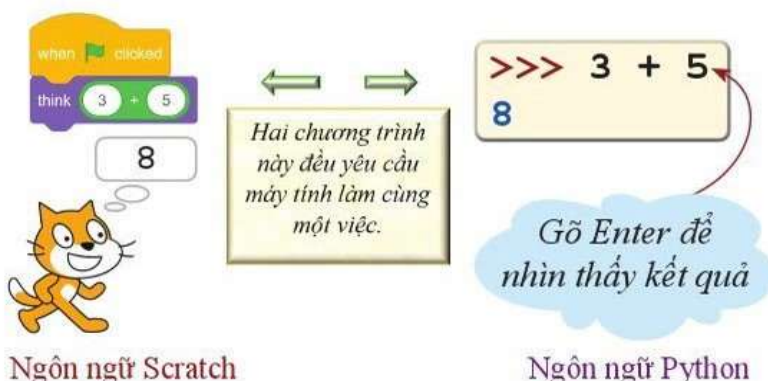 when clicked
think 3 + 5
8
Hai chương trình
này đều yêu cầu
máy tính làm cùng
một việc.
>>> 3 + 5
8
Gõ Enter để
nhìn thấy kết quả
Ngôn ngữ Scratch
Ngôn ngữ Python